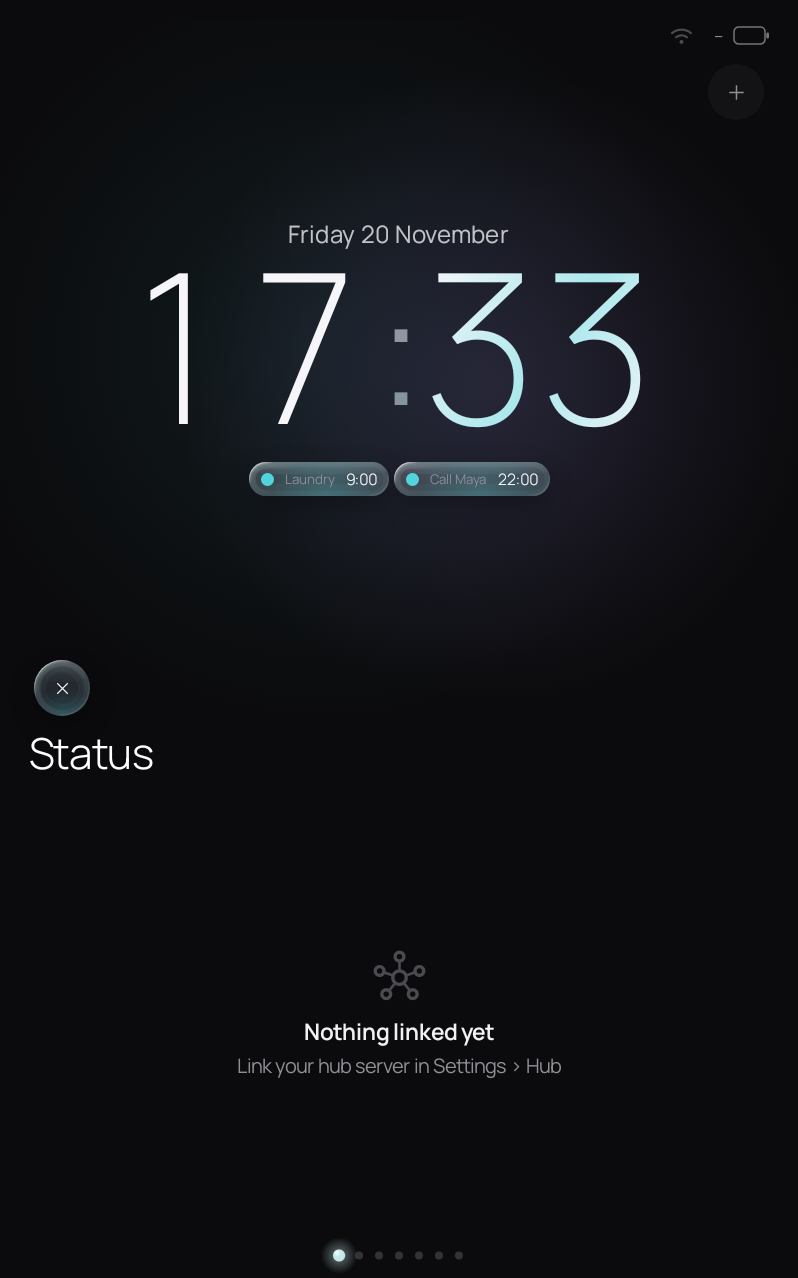 –
Friday 20 November
17:33
Laundry 9:00 Call Maya 22:00
Status
Nothing linked yet
Link your hub server in Settings › Hub